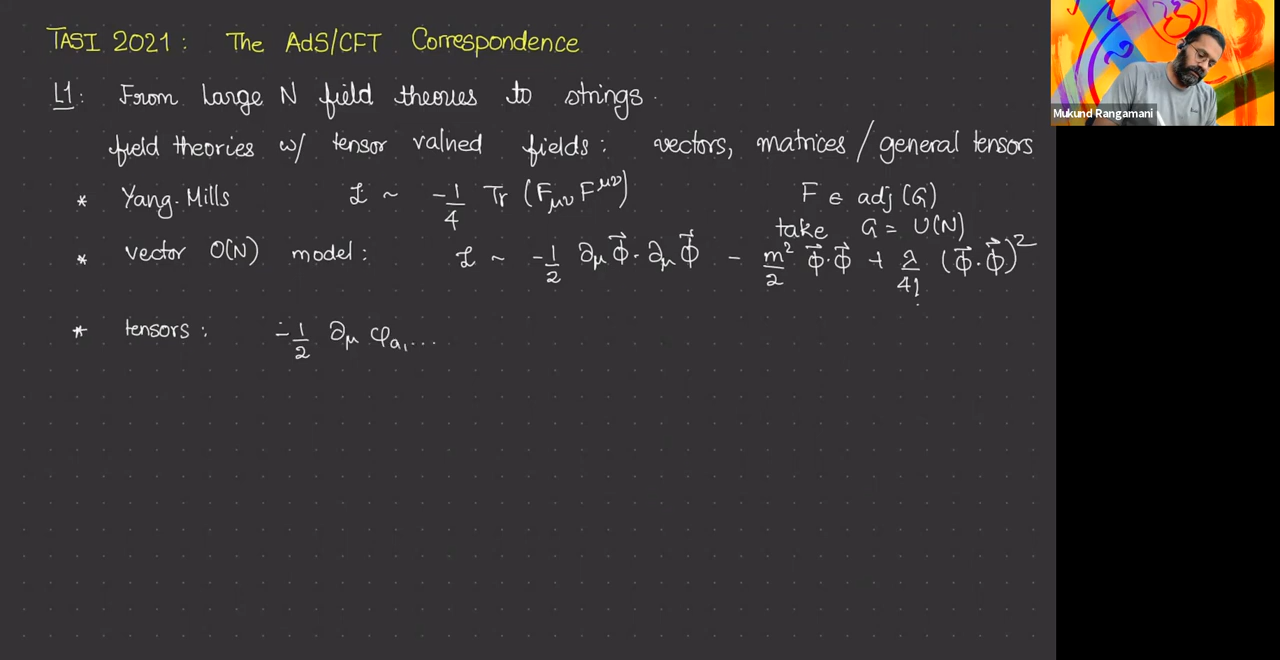 TASI 2021: The AdS/CFT Correspondence
L1: From Large N field theories to strings.
field theories w/ tensor valued fields: vectors, matrices / general tensors
* Yang-Mills ℒ ~ -1/4 Tr (F_μν F^μν) F ∈ adj (G)
take G = U(N)
* vector O(N) model: ℒ ~ -1/2 ∂_μ Φ⃗ · ∂_μ Φ⃗ - m²/2 Φ⃗·Φ⃗ + λ/4! (Φ⃗·Φ⃗)²
* tensors: -1/2 ∂_μ φ_a₁...
Mukund Rangamani